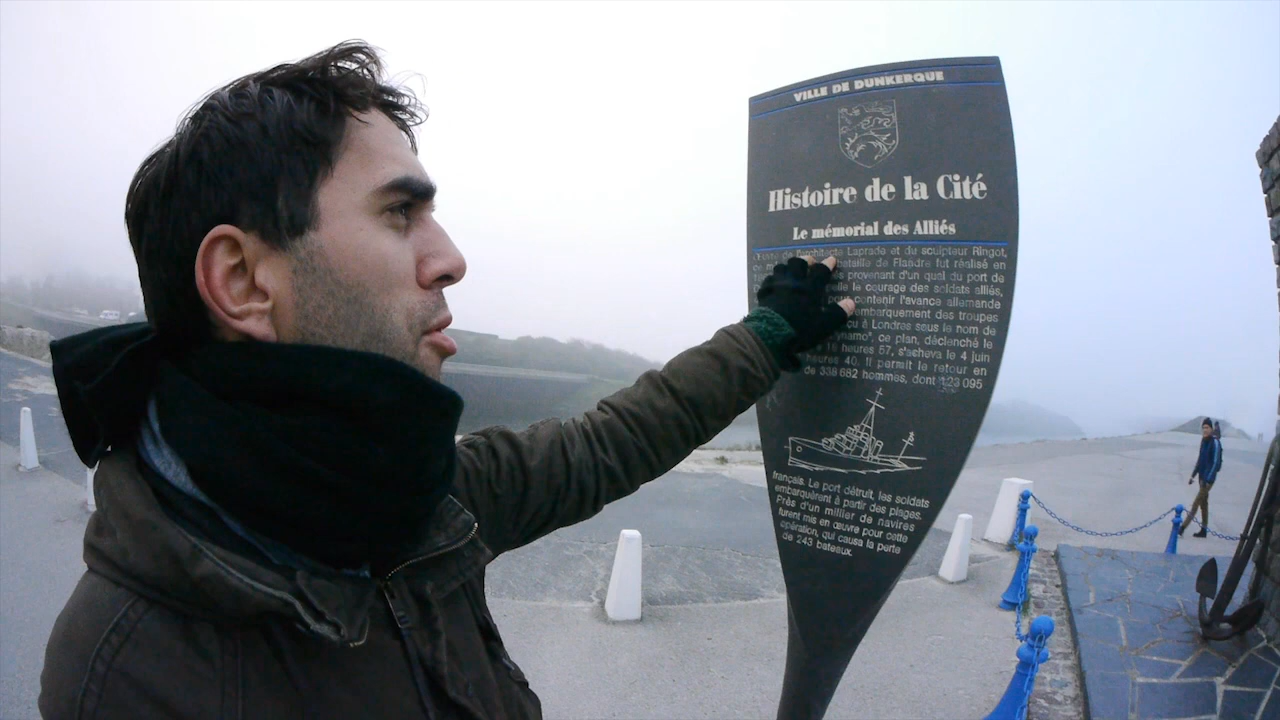 VILLE DE DUNKERQUE
Histoire de la Cité
Le mémorial des Alliés
l'architecte Laprade et du sculpteur Ringot,
bataille de Flandre fut réalisé en
provenant d'un quai du port de
le courage des soldats alliés,
contenir l'avance allemande
embarquement des troupes
à Londres sous le nom de
ce plan, déclenché le
heures 57, s'acheva le 4 juin
heures 40. Il permit le retour en
de 338 682 hommes, dont 123 095
français. Le port détruit, les soldats
embarquèrent à partir des plages.
Près d'un millier de navires
furent mis en œuvre pour cette
opération, qui causa la perte
de 243 bateaux.